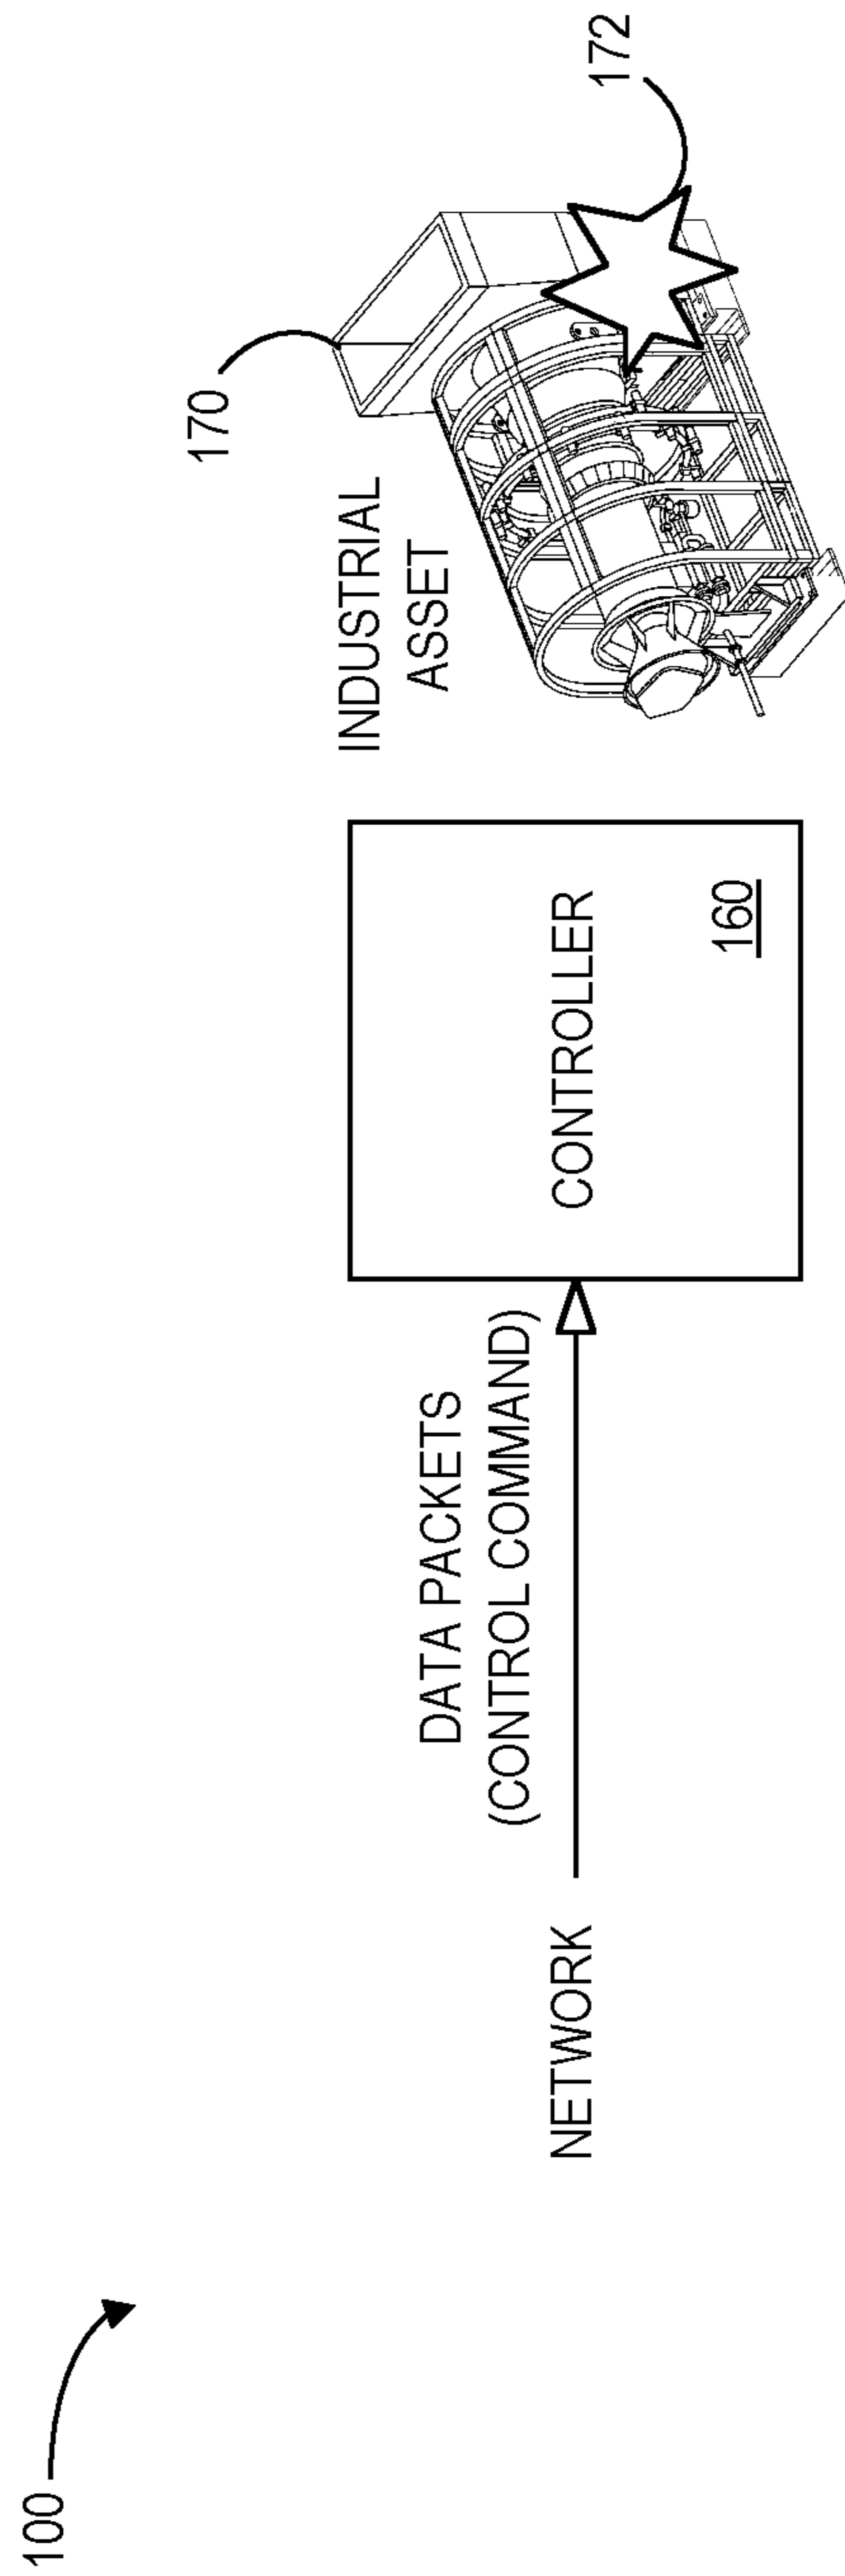 100
NETWORK
DATA PACKETS
(CONTROL COMMAND)
CONTROLLER
160
INDUSTRIAL
ASSET
170
172